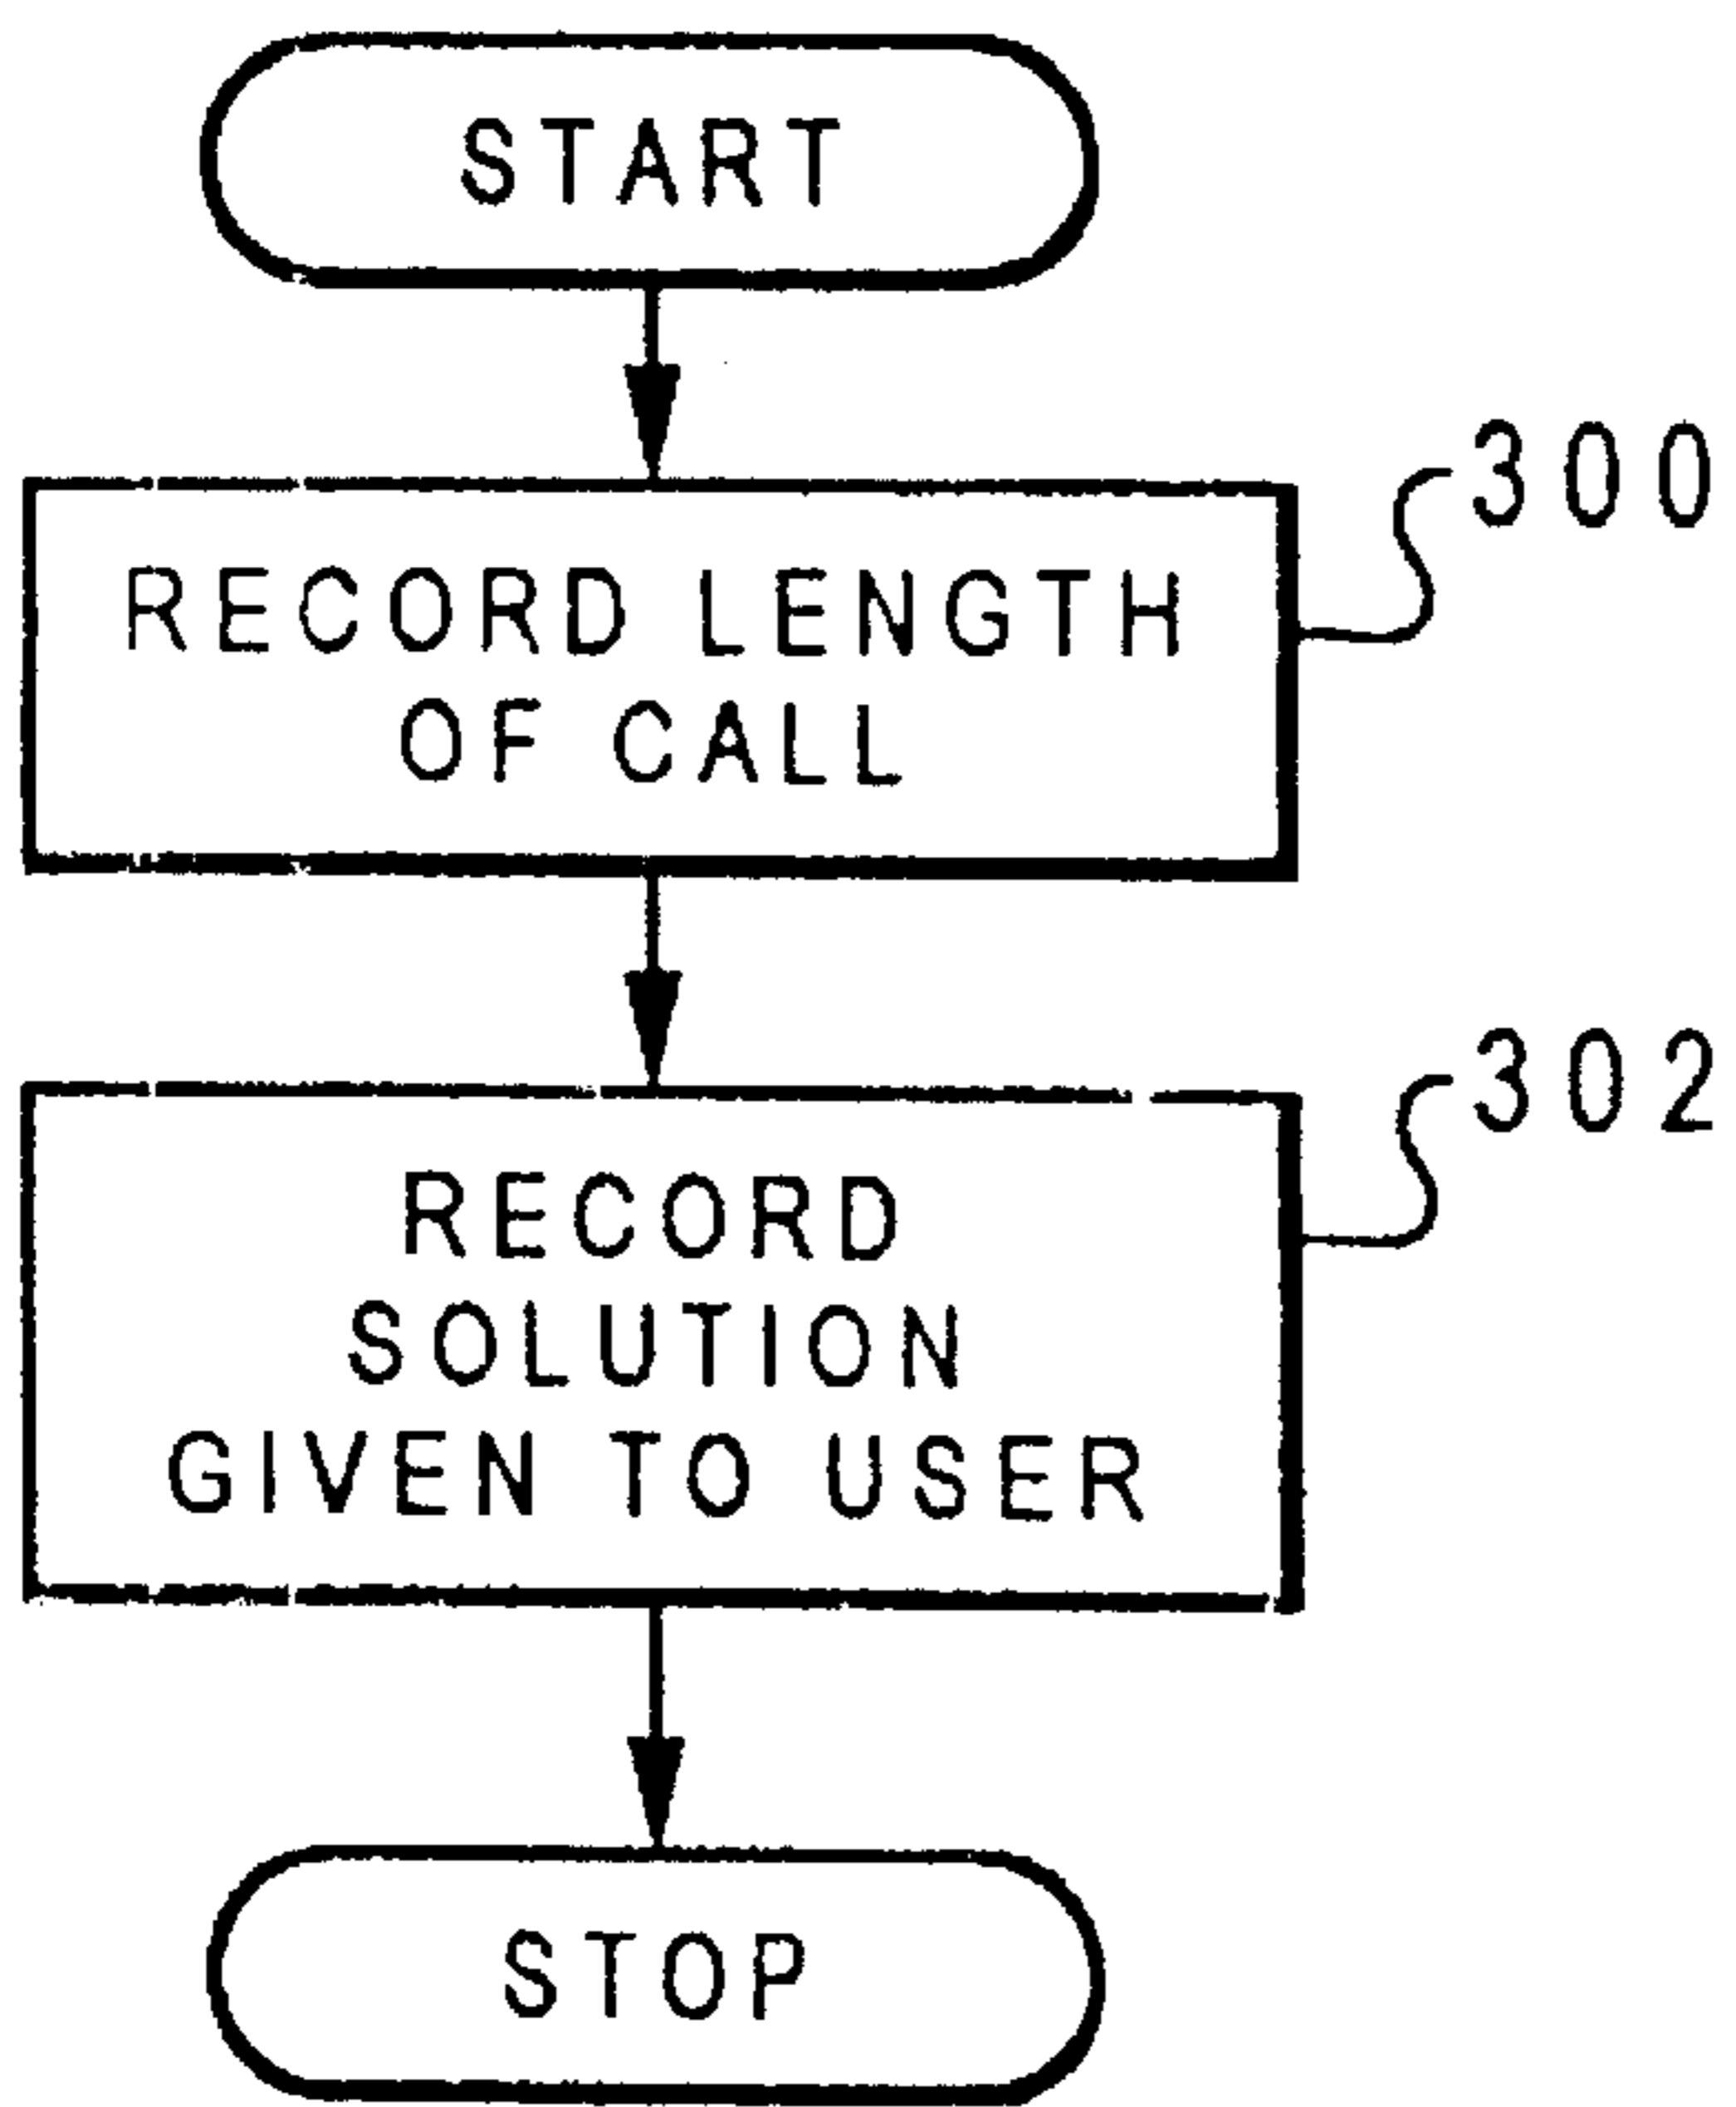 START
300
RECORD LENGTH
OF CALL
302
RECORD
SOLUTION
GIVEN TO USER
STOP